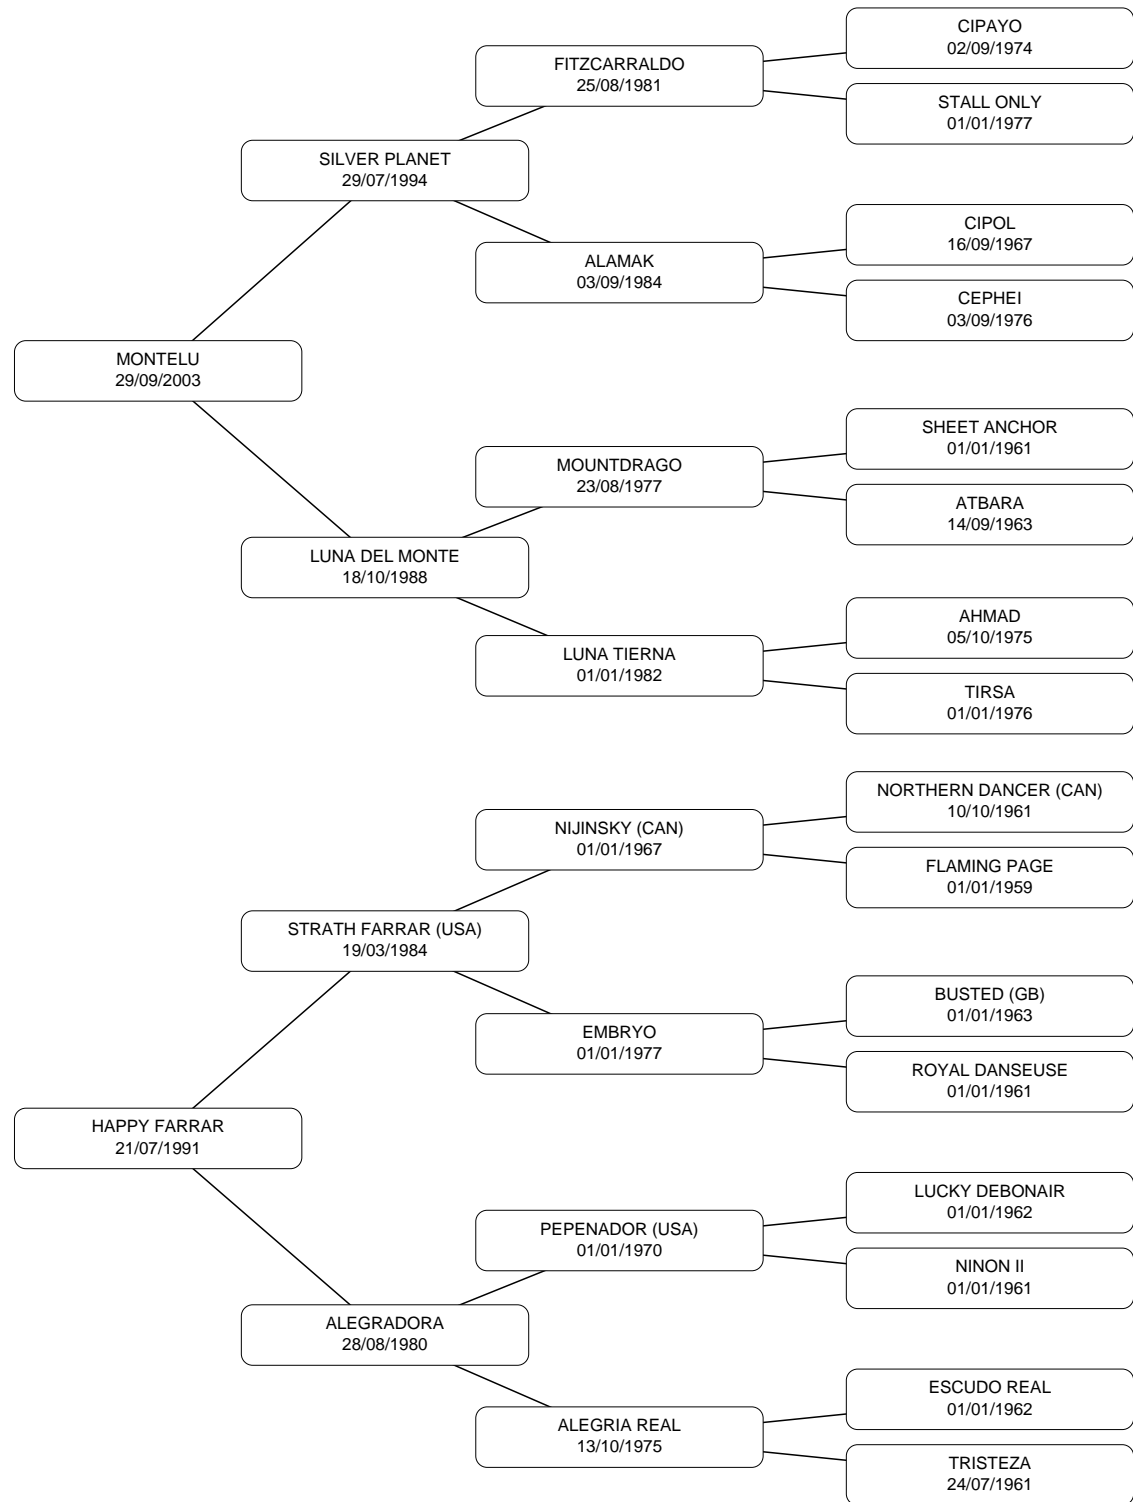 CIPAYO
02/09/1974
FITZCARRALDO
25/08/1981
STALL ONLY
01/01/1977
SILVER PLANET
29/07/1994
CIPOL
16/09/1967
ALAMAK
03/09/1984
CEPHEI
03/09/1976
MONTELU
29/09/2003
SHEET ANCHOR
01/01/1961
MOUNTDRAGO
23/08/1977
ATBARA
14/09/1963
LUNA DEL MONTE
18/10/1988
AHMAD
05/10/1975
LUNA TIERNA
01/01/1982
TIRSA
01/01/1976
NORTHERN DANCER (CAN)
10/10/1961
NIJINSKY (CAN)
01/01/1967
FLAMING PAGE
01/01/1959
STRATH FARRAR (USA)
19/03/1984
BUSTED (GB)
01/01/1963
EMBRYO
01/01/1977
ROYAL DANSEUSE
01/01/1961
HAPPY FARRAR
21/07/1991
LUCKY DEBONAIR
01/01/1962
PEPENADOR (USA)
01/01/1970
NINON II
01/01/1961
ALEGRADORA
28/08/1980
ESCUDO REAL
01/01/1962
ALEGRIA REAL
13/10/1975
TRISTEZA
24/07/1961